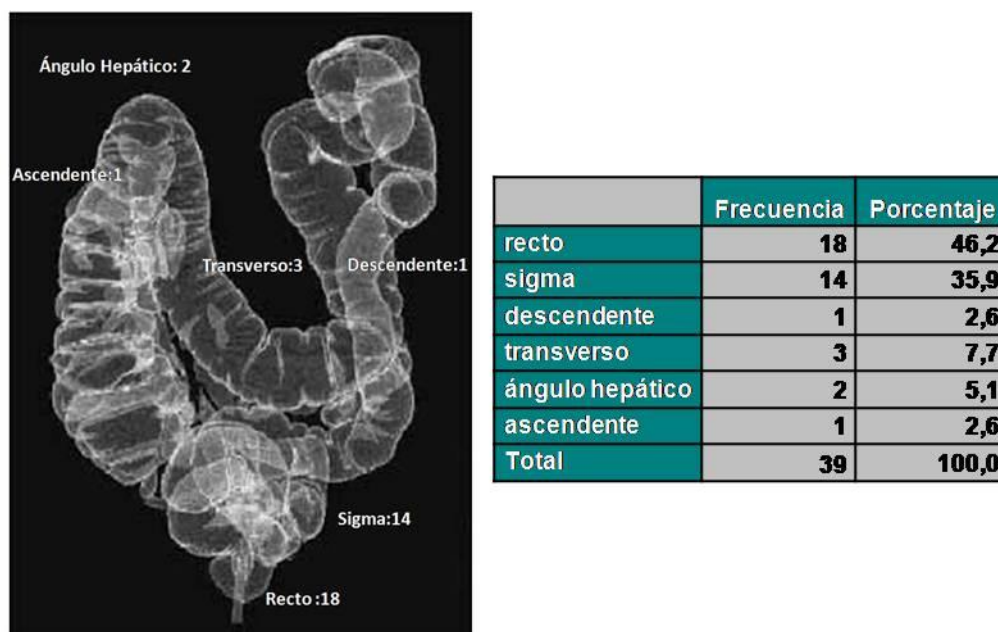 Ángulo Hepático: 2
Ascendente:1
Transverso:3
Descendente:1
Sigma:14
Recto :18
Frecuencia Porcentaje
recto 18 46,2
sigma 14 35,9
descendente 1 2,6
transverso 3 7,7
ángulo hepático 2 5,1
ascendente 1 2,6
Total 39 100,0